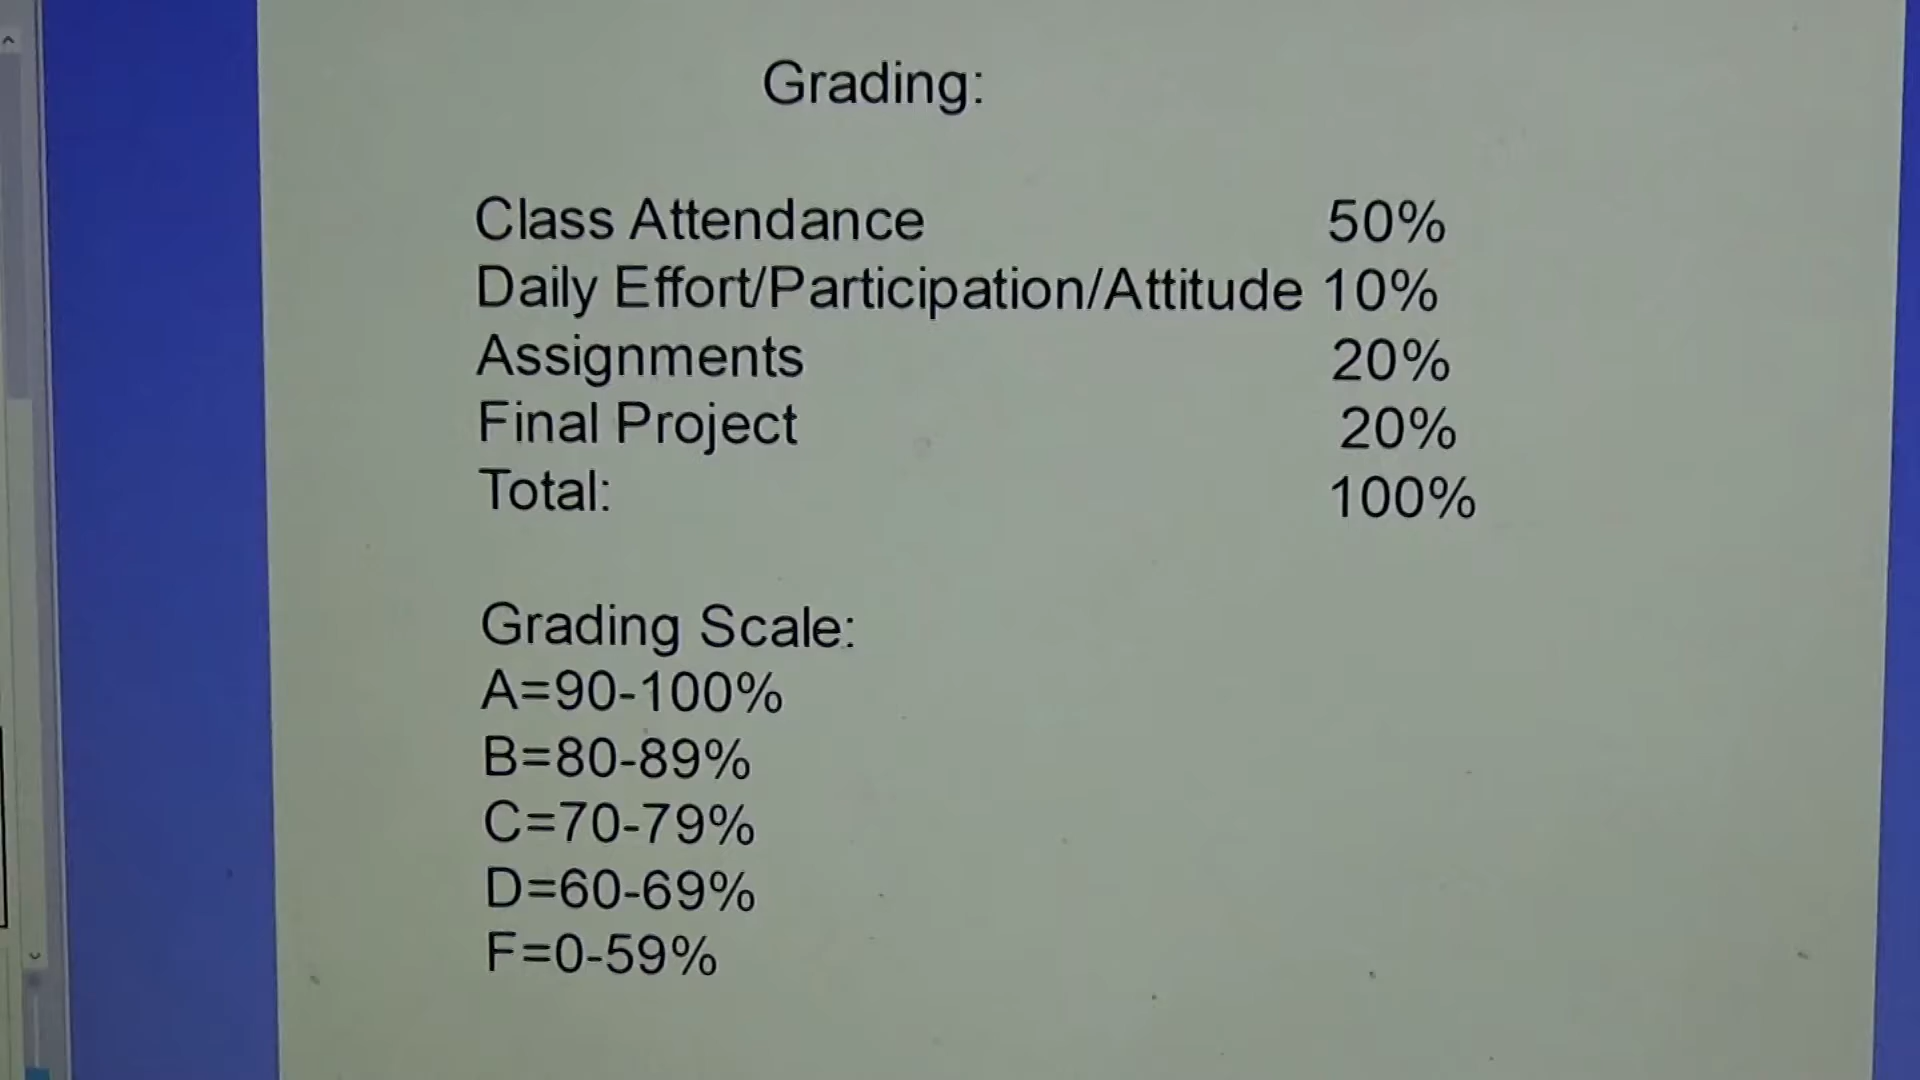 Grading:
Class Attendance 50%
Daily Effort/Participation/Attitude 10%
Assignments 20%
Final Project 20%
Total: 100%
Grading Scale:
A=90-100%
B=80-89%
C=70-79%
D=60-69%
F=0-59%